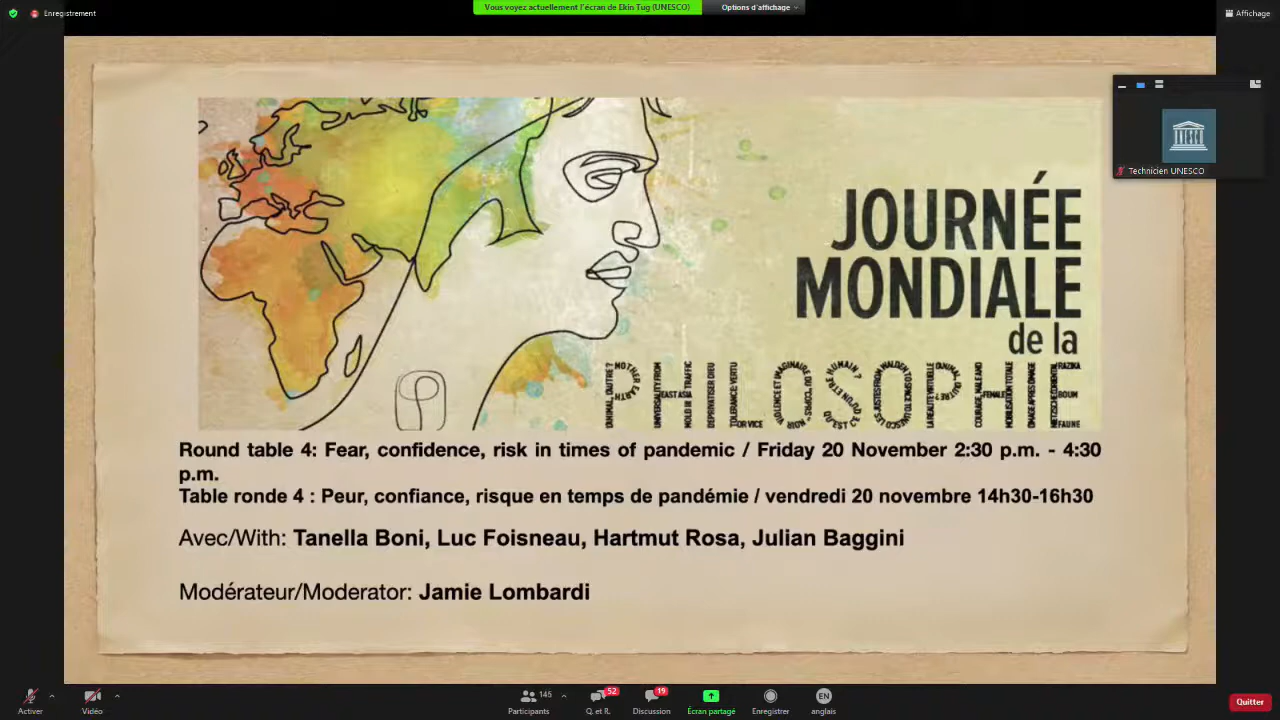 Enregistrement
Vous voyez actuellement l'écran de Ekin Tug (UNESCO)
Options d'affichage
Affichage
UNESCO
Technicien UNESCO
JOURNÉE
MONDIALE
de la
PHILOSOPHIE
Round table 4: Fear, confidence, risk in times of pandemic / Friday 20 November 2:30 p.m. - 4:30
p.m.
Table ronde 4 : Peur, confiance, risque en temps de pandémie / vendredi 20 novembre 14h30-16h30
Avec/With: Tanella Boni, Luc Foisneau, Hartmut Rosa, Julian Baggini
Modérateur/Moderator: Jamie Lombardi
Activer
Vidéo
145
Participants
52
Q. et R.
19
Discussion
Écran partagé
Enregistrer
EN
anglais
Quitter